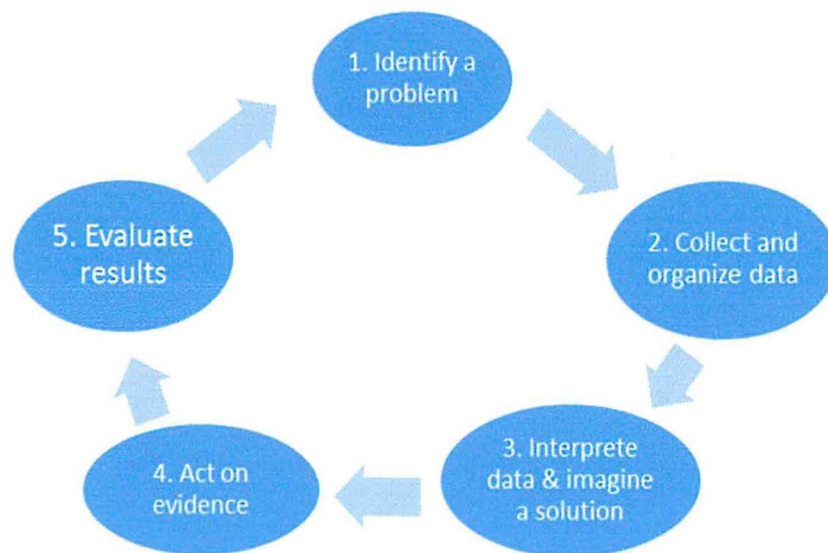 1. Identify a
problem
2. Collect and
organize data
3. Interprete
data & imagine
a solution
4. Act on
evidence
5. Evaluate
results